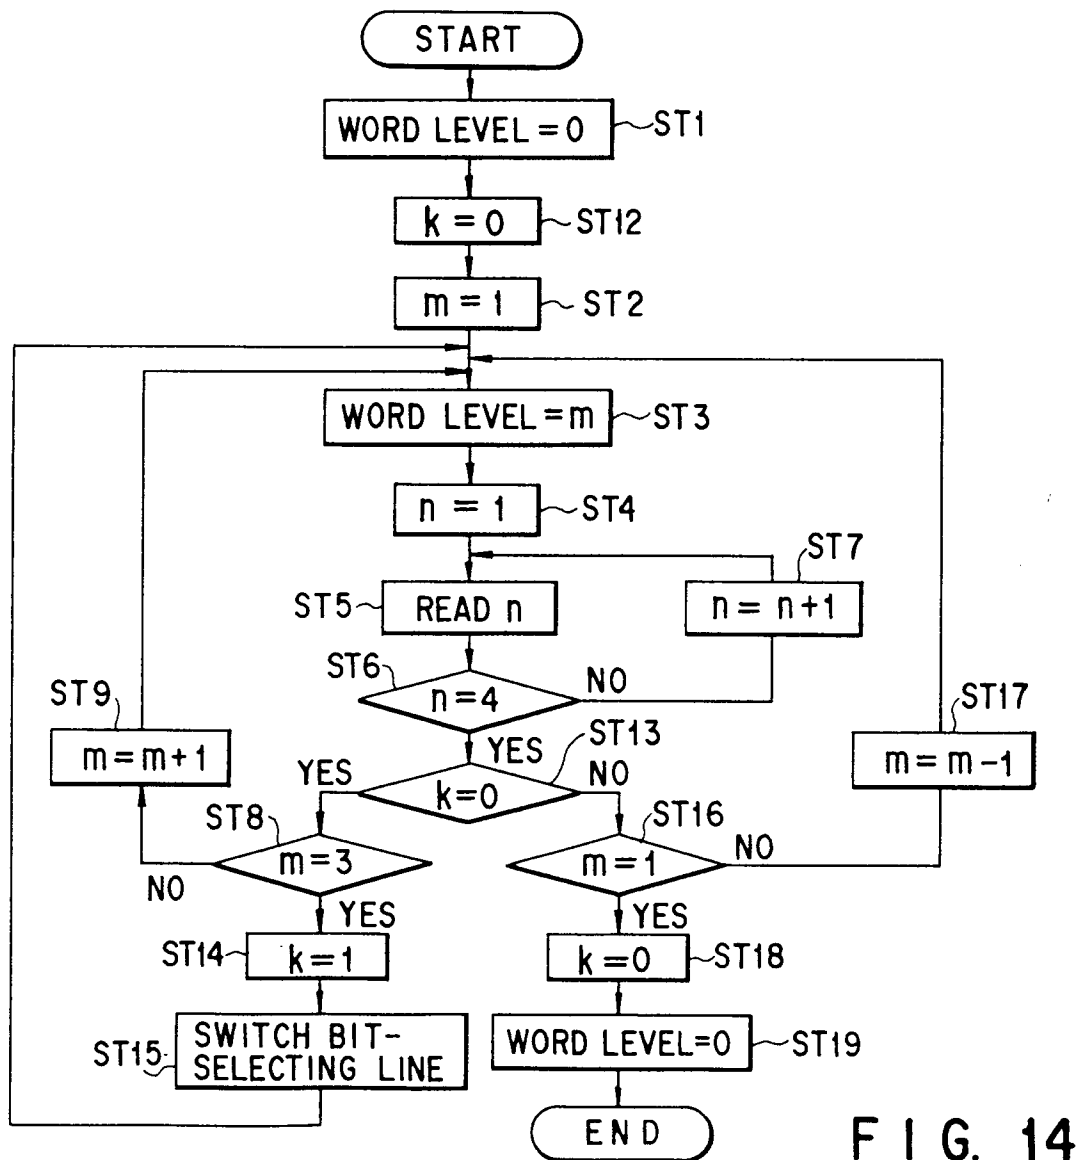 START
WORD LEVEL = 0
ST1
k = 0
ST12
m = 1
ST2
WORD LEVEL = m
ST3
n = 1
ST4
ST7
ST5
READ n
n = n+1
ST6
n = 4
NO
ST9
ST17
YES
ST13
m = m+1
m = m-1
YES
k=0
NO
ST8
ST16
m = 3
m = 1
NO
NO
YES
YES
ST14
k=1
k=0
ST18
ST15
SWITCH BIT-
SELECTING LINE
WORD LEVEL=0
ST19
END
FIG. 14